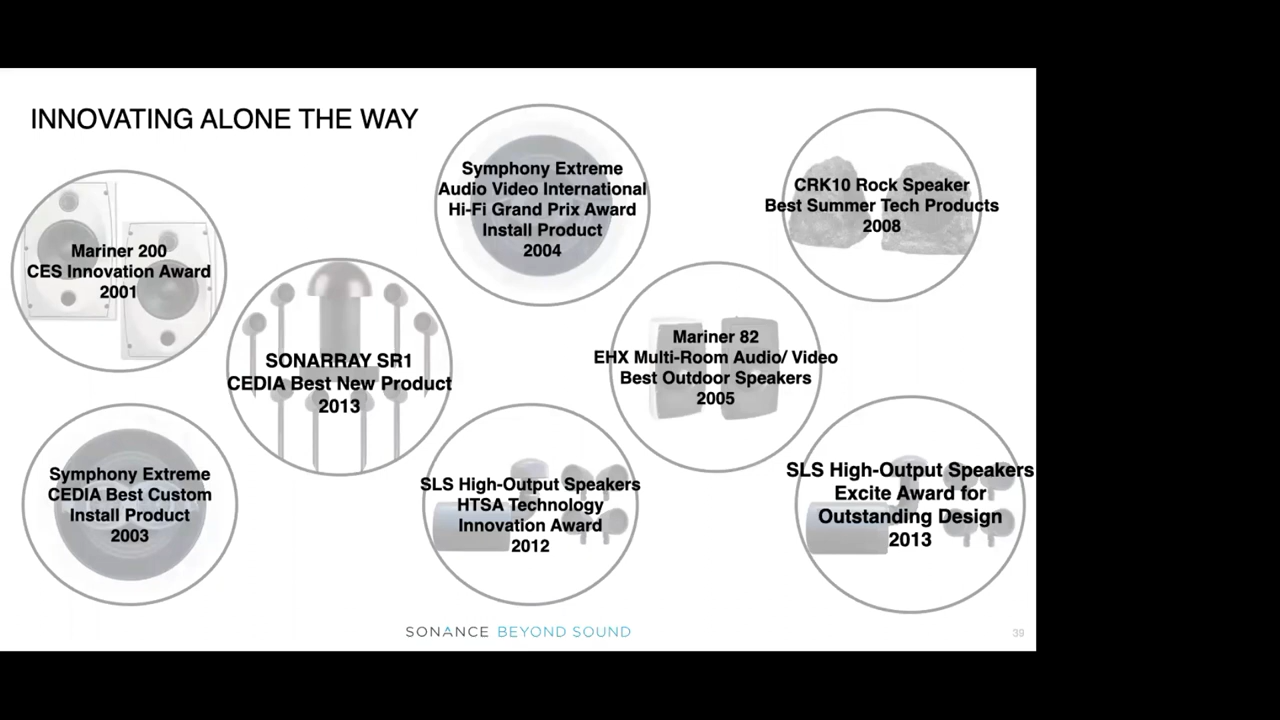 INNOVATING ALONE THE WAY
Mariner 200
CES Innovation Award
2001
Symphony Extreme
Audio Video International
Hi-Fi Grand Prix Award
Install Product
2004
CRK10 Rock Speaker
Best Summer Tech Products
2008
SONARRAY SR1
CEDIA Best New Product
2013
Mariner 82
EHX Multi-Room Audio/ Video
Best Outdoor Speakers
2005
Symphony Extreme
CEDIA Best Custom
Install Product
2003
SLS High-Output Speakers
HTSA Technology
Innovation Award
2012
SLS High-Output Speakers
Excite Award for
Outstanding Design
2013
SONANCE BEYOND SOUND
39